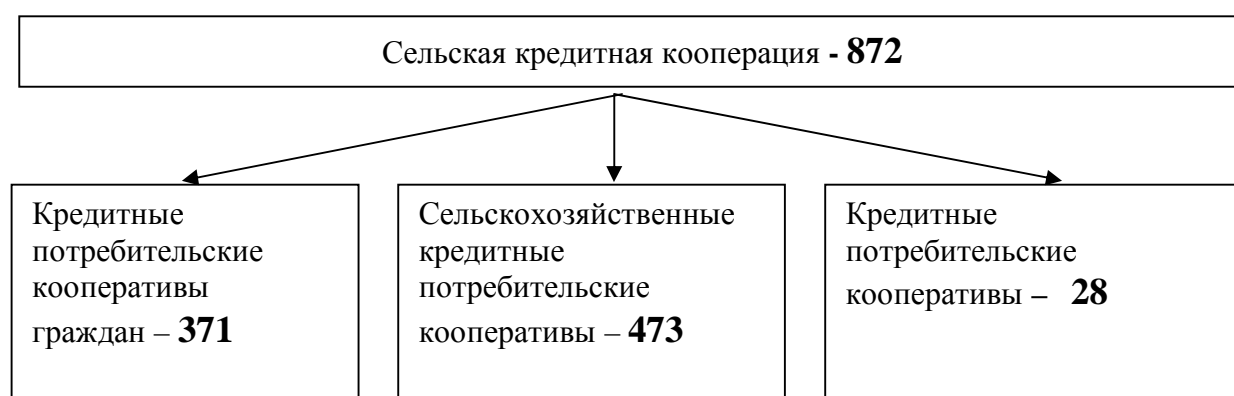 Сельская кредитная кооперация - 872
Кредитные
потребительские
кооперативы
граждан – 371
Сельскохозяйственные
кредитные
потребительские
кооперативы – 473
Кредитные
потребительские
кооперативы – 28